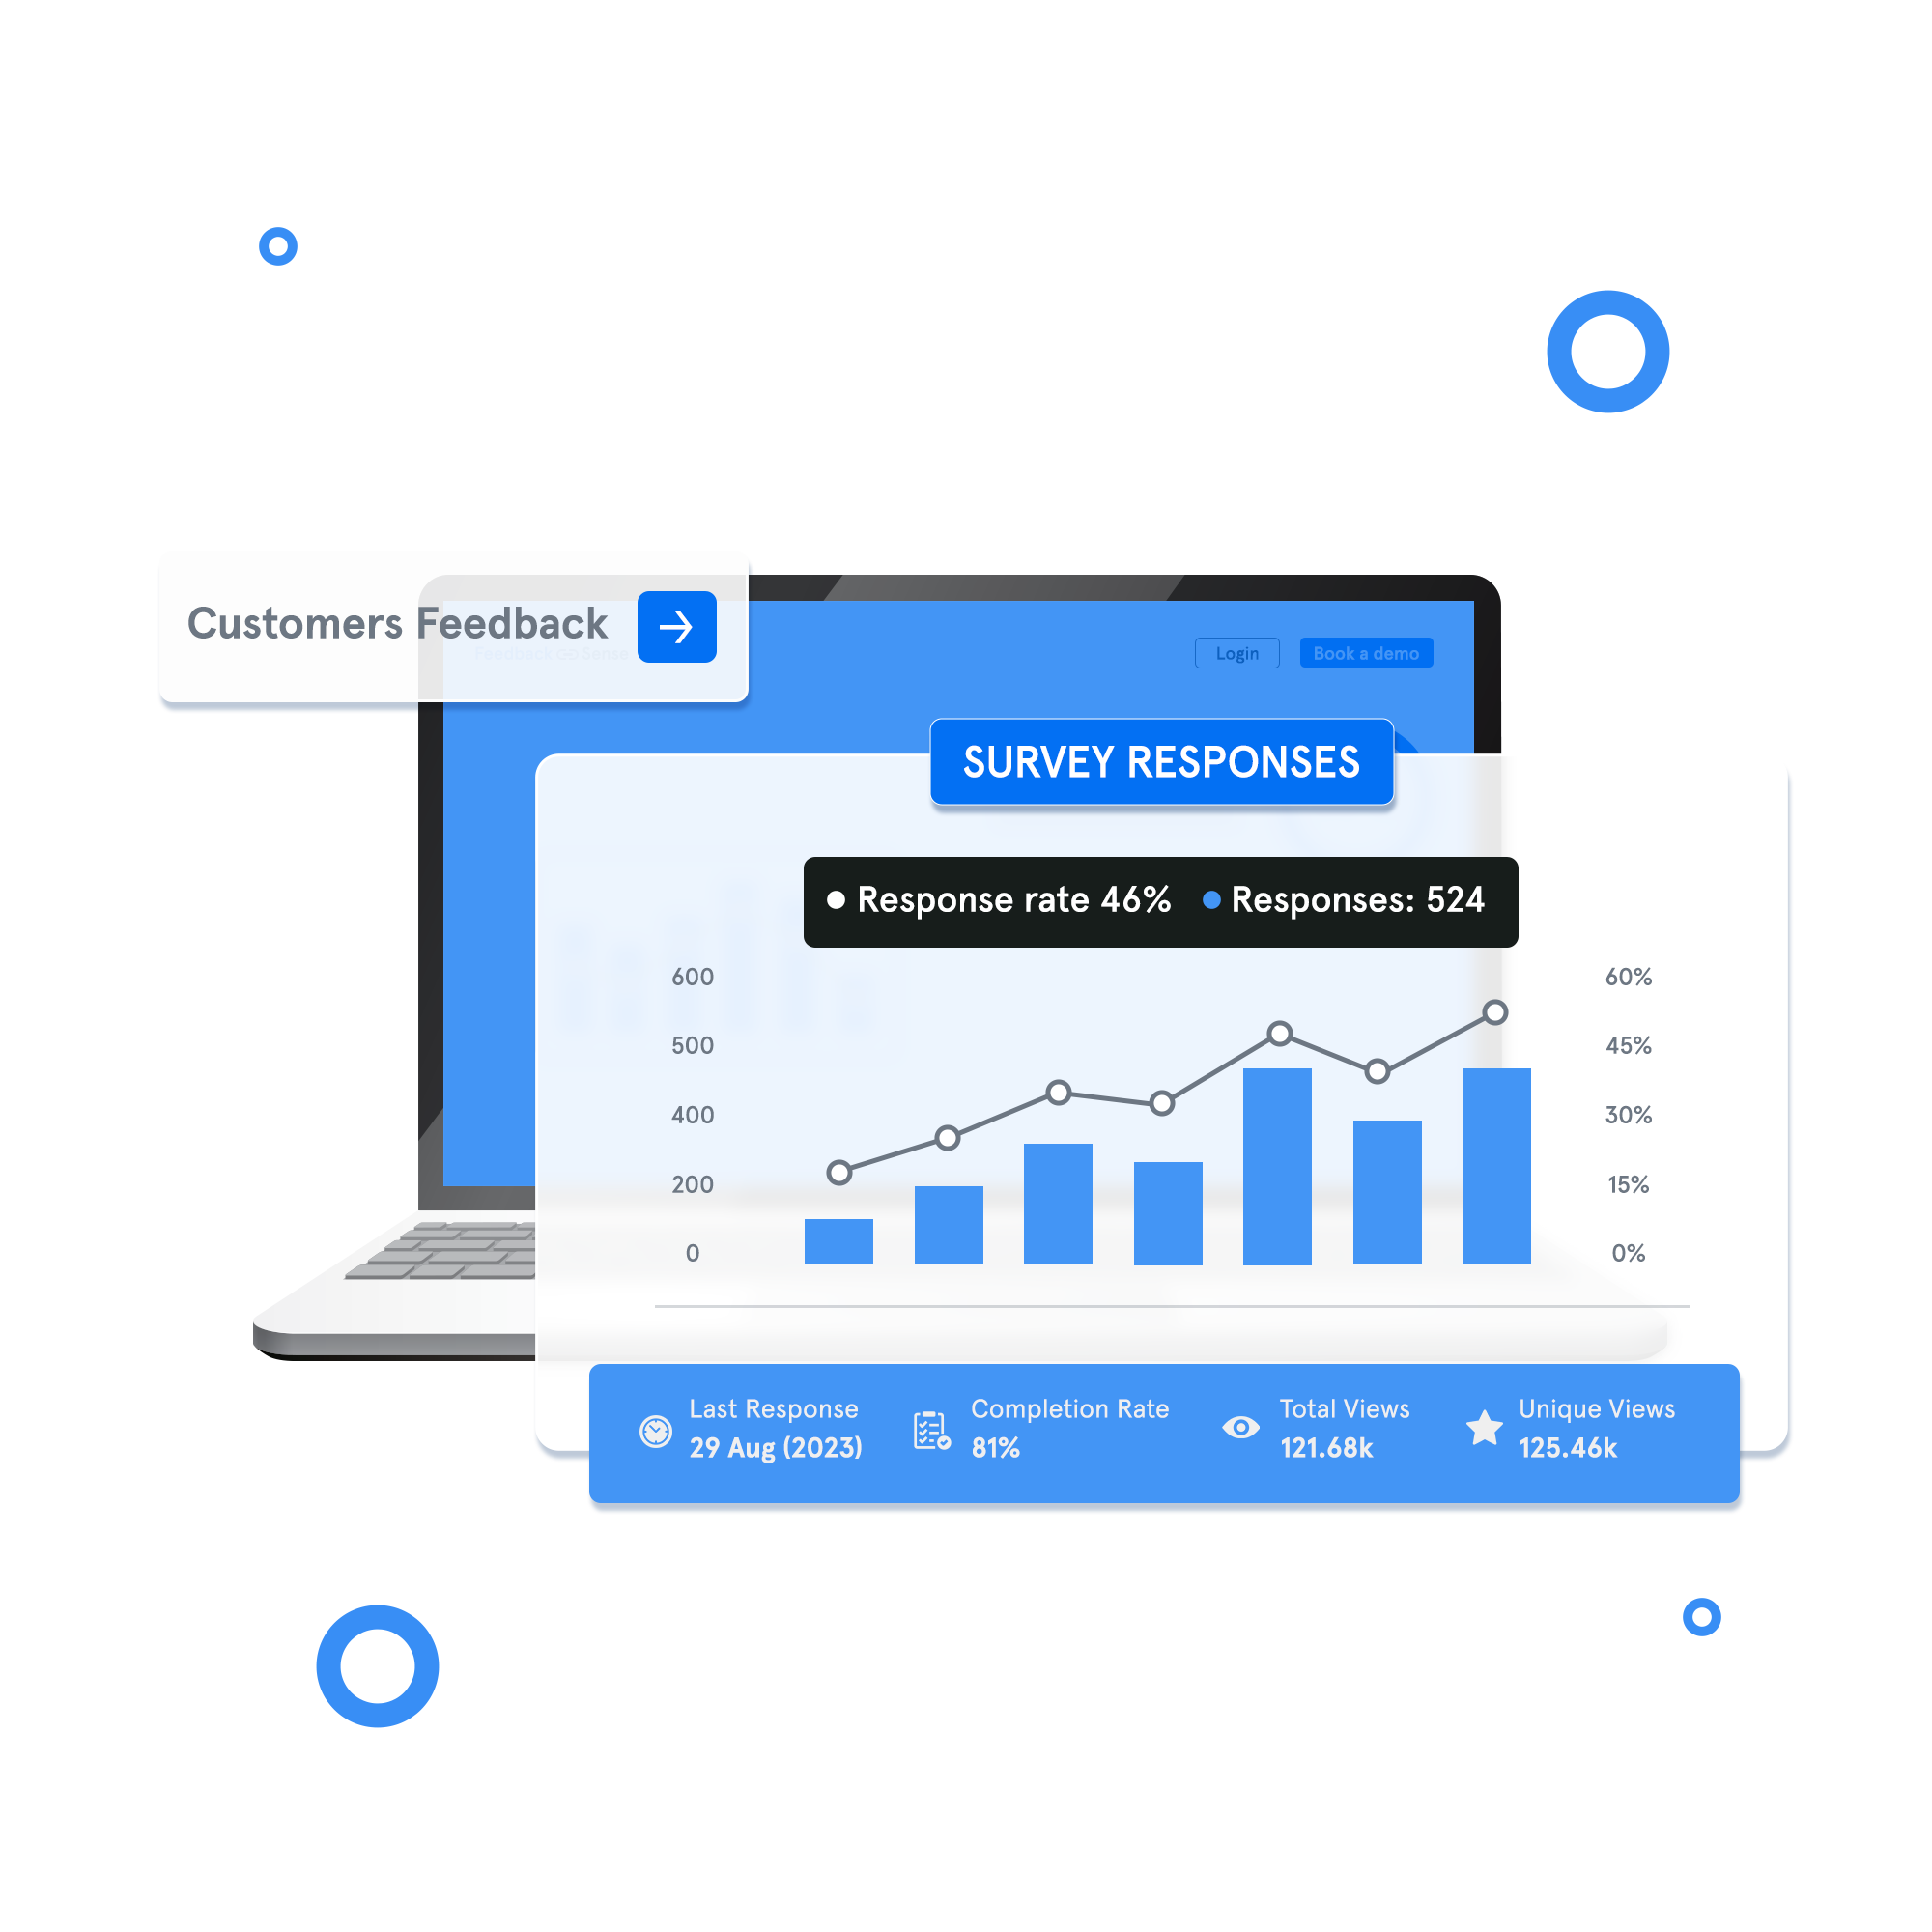 Customers Feedback
Feedback Sense
Login
Book a demo
SURVEY RESPONSES
Response rate 46%
Responses: 524
600
500
400
200
0
60%
45%
30%
15%
0%
Last Response
29 Aug (2023)
Completion Rate
81%
Total Views
121.68k
Unique Views
125.46k